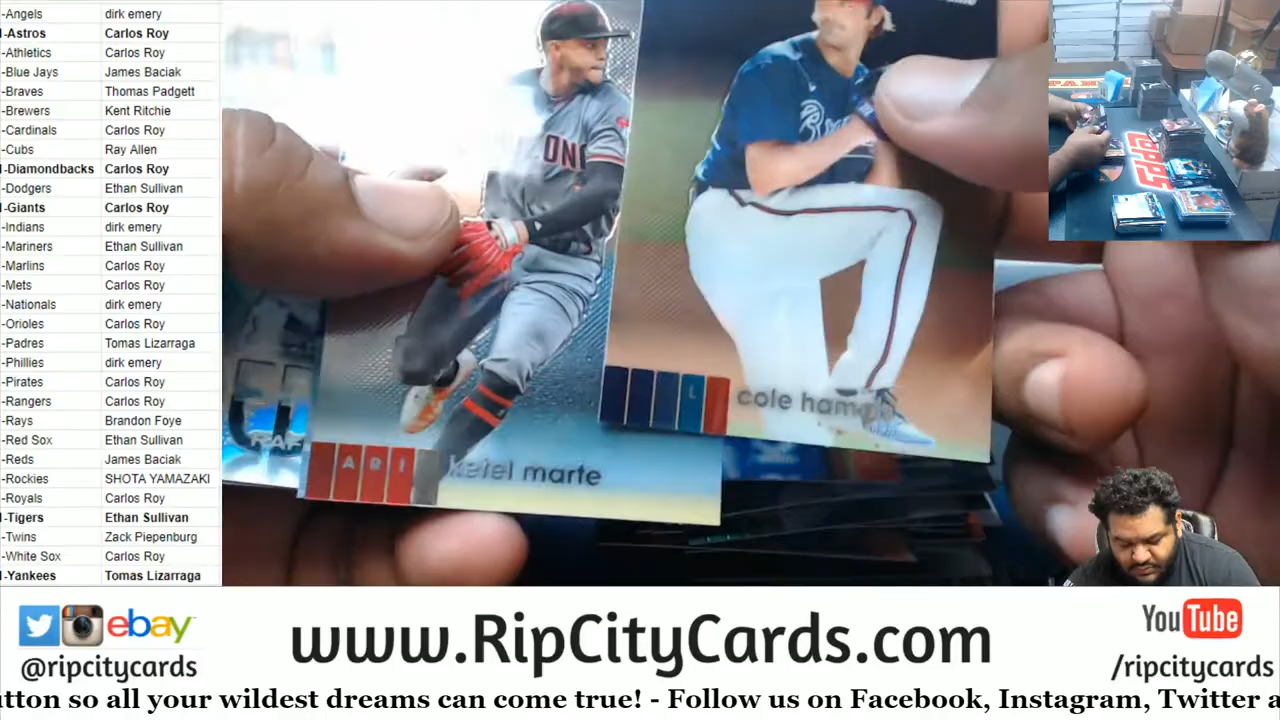 -Angels dirk emery
-Astros Carlos Roy
-Athletics Carlos Roy
-Blue Jays James Baciak
-Braves Thomas Padgett
-Brewers Kent Ritchie
-Cardinals Carlos Roy
-Cubs Ray Allen
-Diamondbacks Carlos Roy
-Dodgers Ethan Sullivan
-Giants Carlos Roy
-Indians dirk emery
-Mariners Ethan Sullivan
-Marlins Carlos Roy
-Mets Carlos Roy
-Nationals dirk emery
-Orioles Carlos Roy
-Padres Tomas Lizarraga
-Phillies dirk emery
-Pirates Carlos Roy
-Rangers Carlos Roy
-Rays Brandon Foye
-Red Sox Ethan Sullivan
-Reds James Baciak
-Rockies SHOTA YAMAZAKI
-Royals Carlos Roy
-Tigers Ethan Sullivan
-Twins Zack Piepenburg
-White Sox Carlos Roy
-Yankees Tomas Lizarraga
RAF
ARI
ketel marte
L
cole
TOPPS
ebay
@ripcitycards
www.RipCityCards.com
YouTube
/ripcitycards
button so all your wildest dreams can come true! - Follow us on Facebook, Instagram, Twitter a